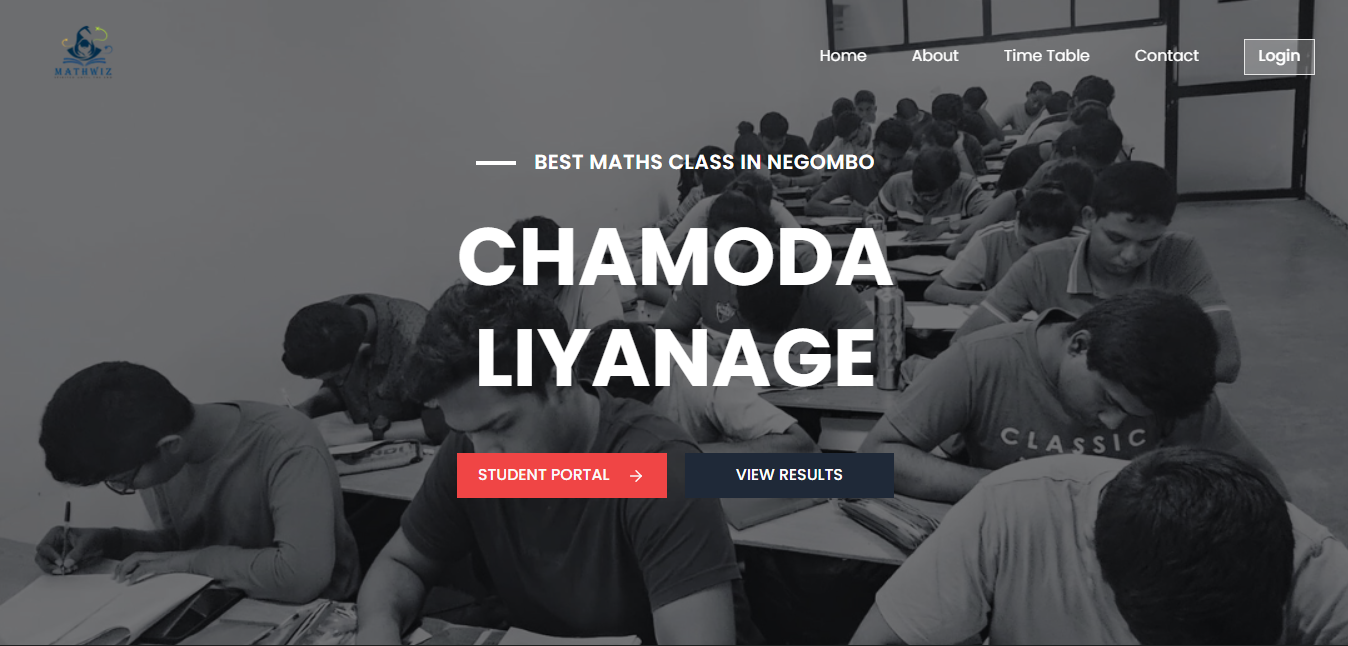 MATHWIZ
Home About Time Table Contact Login
BEST MATHS CLASS IN NEGOMBO
CHAMODA
LIYANAGE
STUDENT PORTAL → VIEW RESULTS
CLASSIC